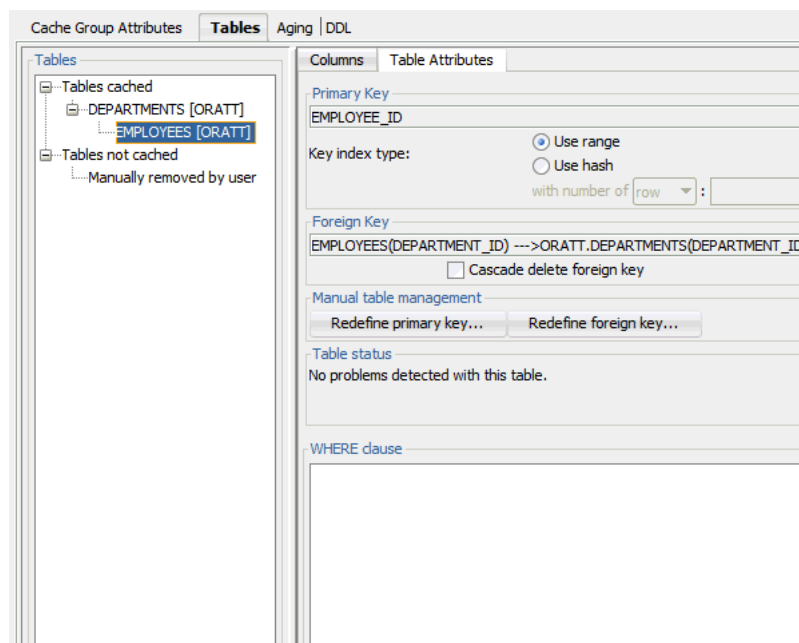 Cache Group Attributes Tables Aging DDL
Tables
Tables cached
DEPARTMENTS [ORATT]
EMPLOYEES [ORATT]
Tables not cached
Manually removed by user
Columns Table Attributes
Primary Key
EMPLOYEE_ID
Key index type:
Use range
Use hash
with number of row :
Foreign Key
EMPLOYEES(DEPARTMENT_ID) --->ORATT.DEPARTMENTS(DEPARTMENT_ID
Cascade delete foreign key
Manual table management
Redefine primary key... Redefine foreign key...
Table status
No problems detected with this table.
WHERE clause